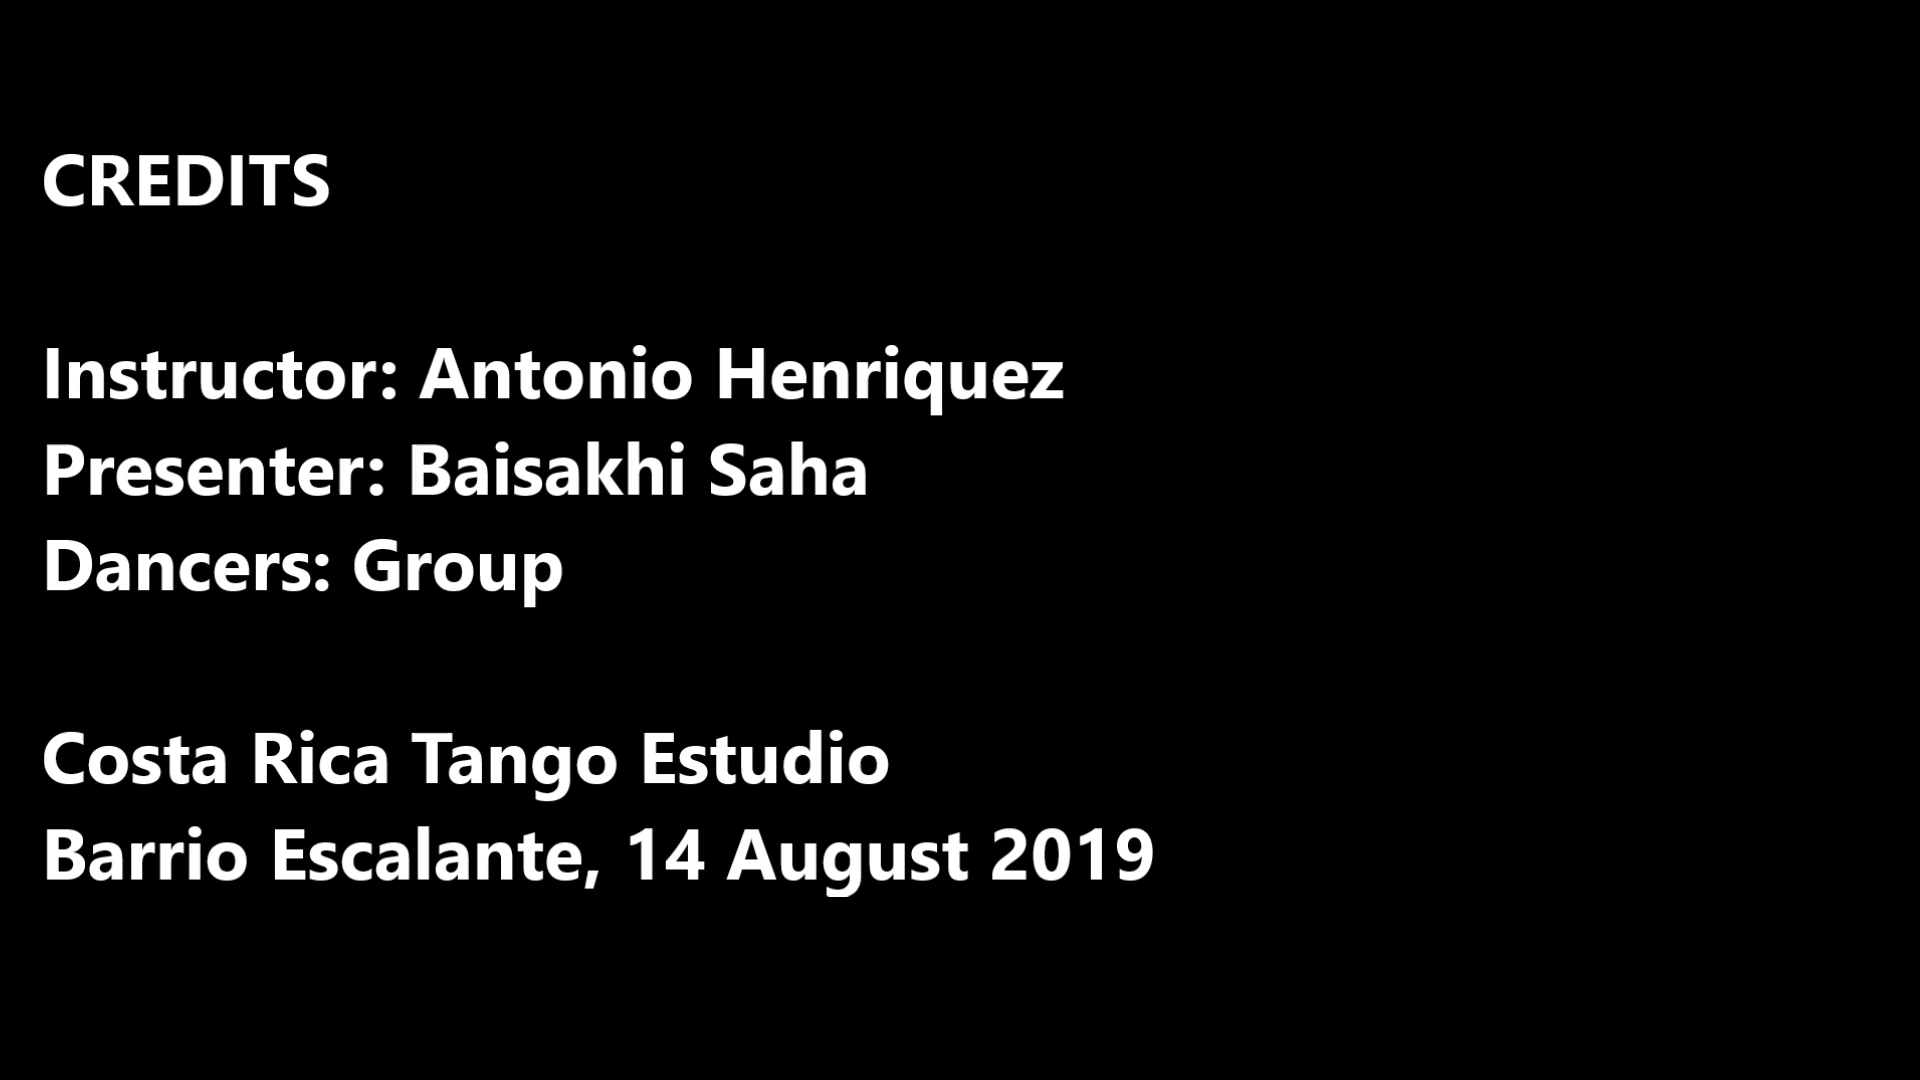 CREDITS
Instructor: Antonio Henriquez
Presenter: Baisakhi Saha
Dancers: Group
Costa Rica Tango Estudio
Barrio Escalante, 14 August 2019